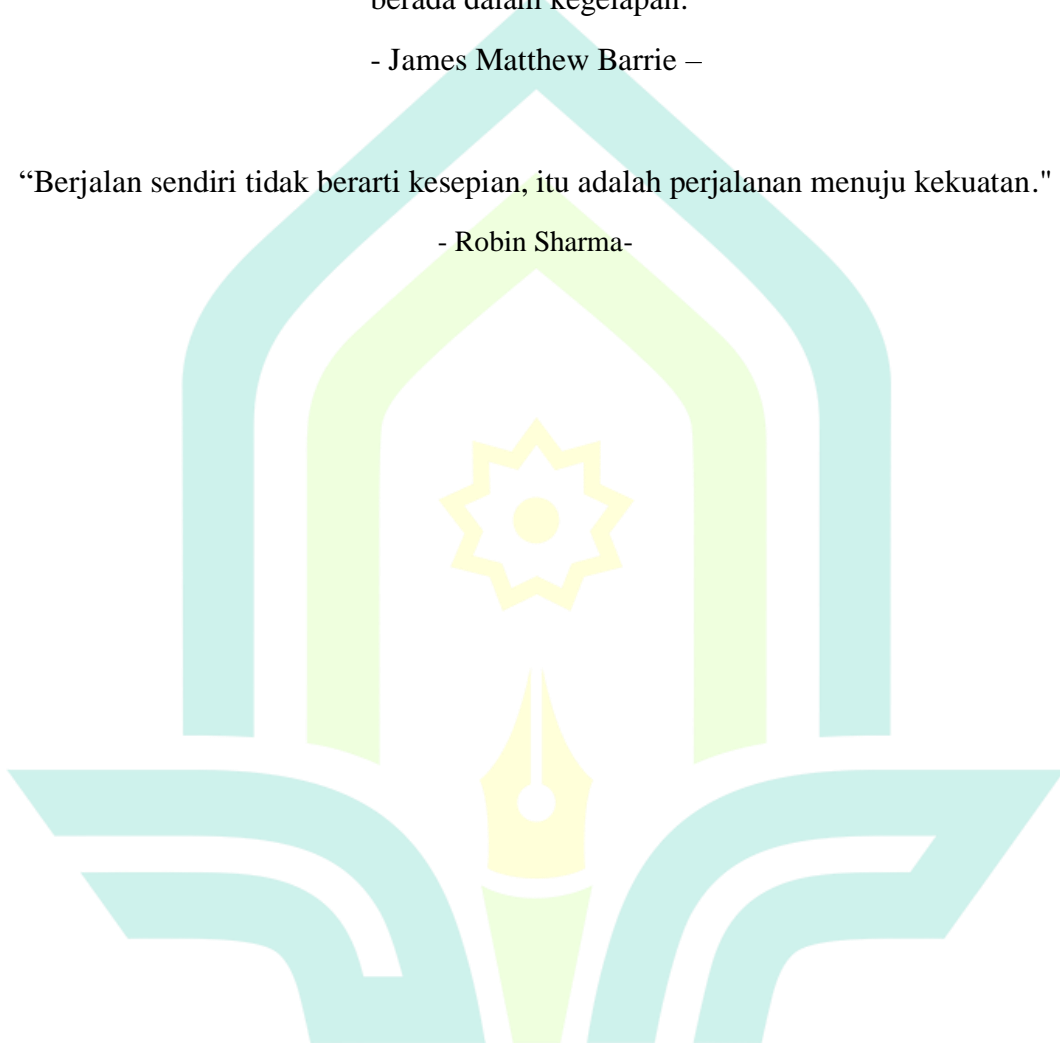 berada dalam kegelapan.
- James Matthew Barrie –
“Berjalan sendiri tidak berarti kesepian, itu adalah perjalanan menuju kekuatan."
- Robin Sharma-